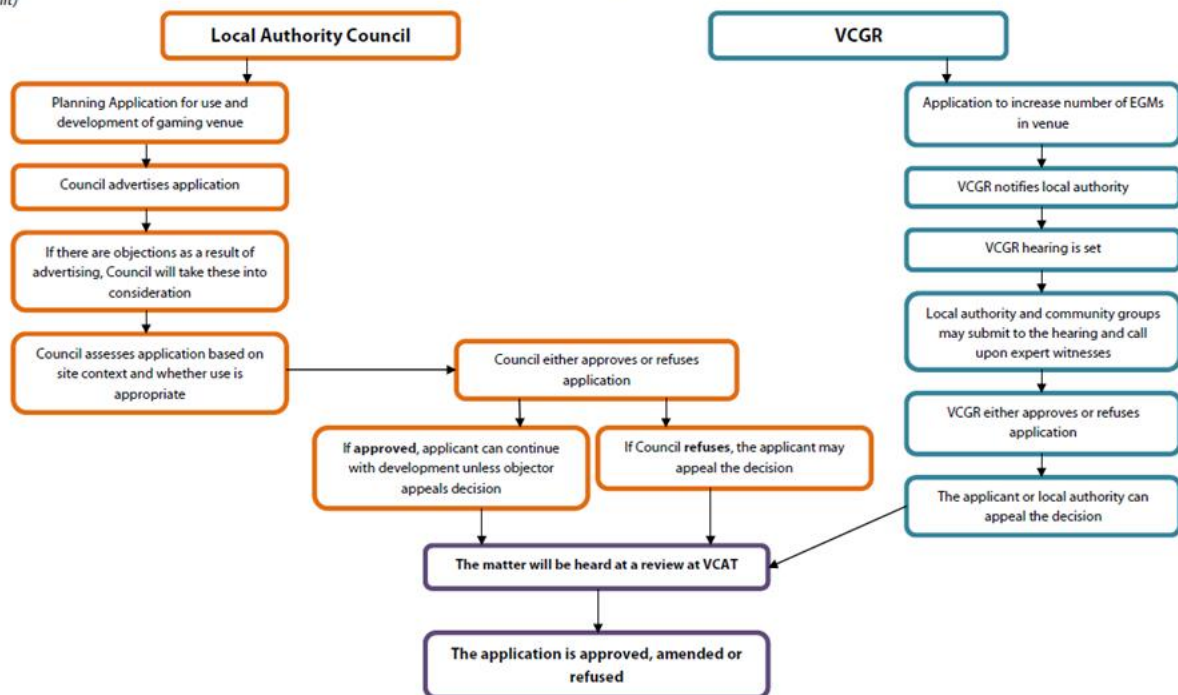 Local Authority Council
VCGR
Planning Application for use and
development of gaming venue
Council advertises application
If there are objections as a result of
advertising, Council will take these into
consideration
Council assesses application based on
site context and whether use is
appropriate
Council either approves or refuses
application
If approved, applicant can continue
with development unless objector
appeals decision
If Council refuses, the applicant may
appeal the decision
Application to increase number of EGMs
in venue
VCGR notifies local authority
VCGR hearing is set
Local authority and community groups
may submit to the hearing and call
upon expert witnesses
VCGR either approves or refuses
application
The applicant or local authority can
appeal the decision
The matter will be heard at a review at VCAT
The application is approved, amended or
refused